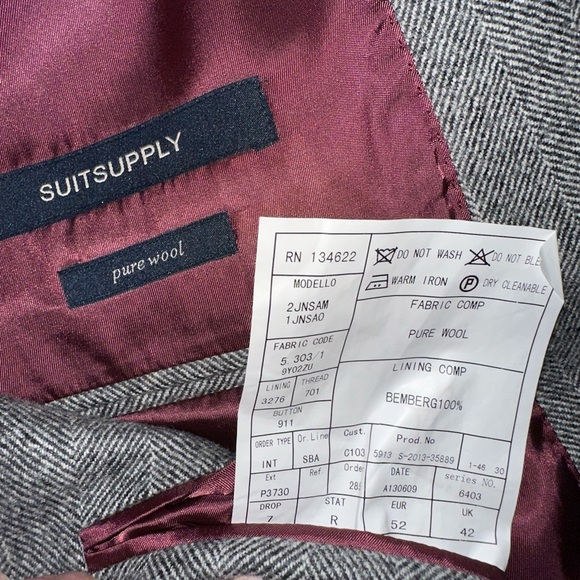 SUITSUPPLY
pure wool
RN 134622
DO NOT WASH DO NOT BLE
WARM IRON P DRY CLEANABLE
MODELLO
2JNSAM
1JNSAO
FABRIC COMP
PURE WOOL
FABRIC CODE
5.303/1
9Y02ZU
LINING COMP
BEMBERG100%
LINING THREAD
3276 701
BUTTON
911
ORDER TYPE Or.Line Cust. Prod.No
INT SBA C103 5913 S-2013-35889 1-46 30
Ext Ref Orde DATE series NO.
P3730 285 A130609 6403
DROP STAT EUR UK
7 R 52 42